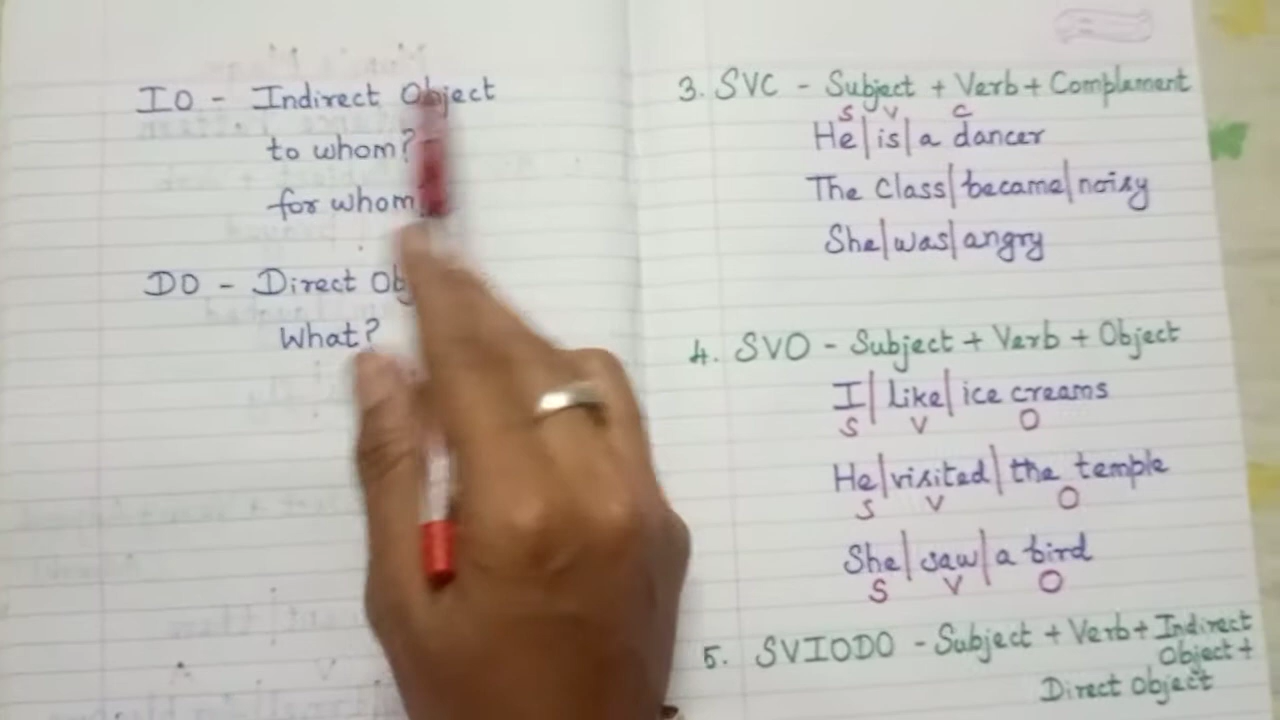 IO - Indirect Object
to whom?
for whom
DO - Direct Obj
What?
3. SVC - Subject + Verb + Complement
S V C
He | is | a dancer
The Class | became | noisy
She | was | angry
4. SVO - Subject + Verb + Object
I | like | ice creams
S V O
He | visited | the temple
S V O
She | saw | a bird
S V O
5. SVIODO - Subject + Verb + Indirect
Object +
Direct Object